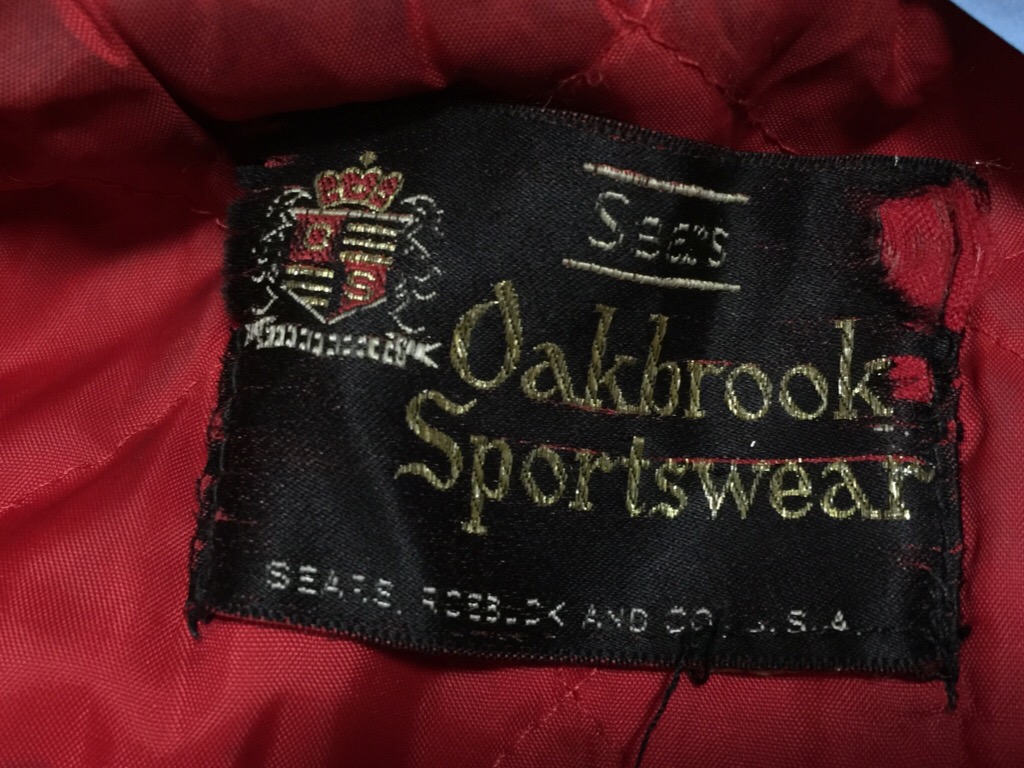 Sears
Oakbrook
Sportswear
SEARS, ROEBUCK AND CO. U.S.A.